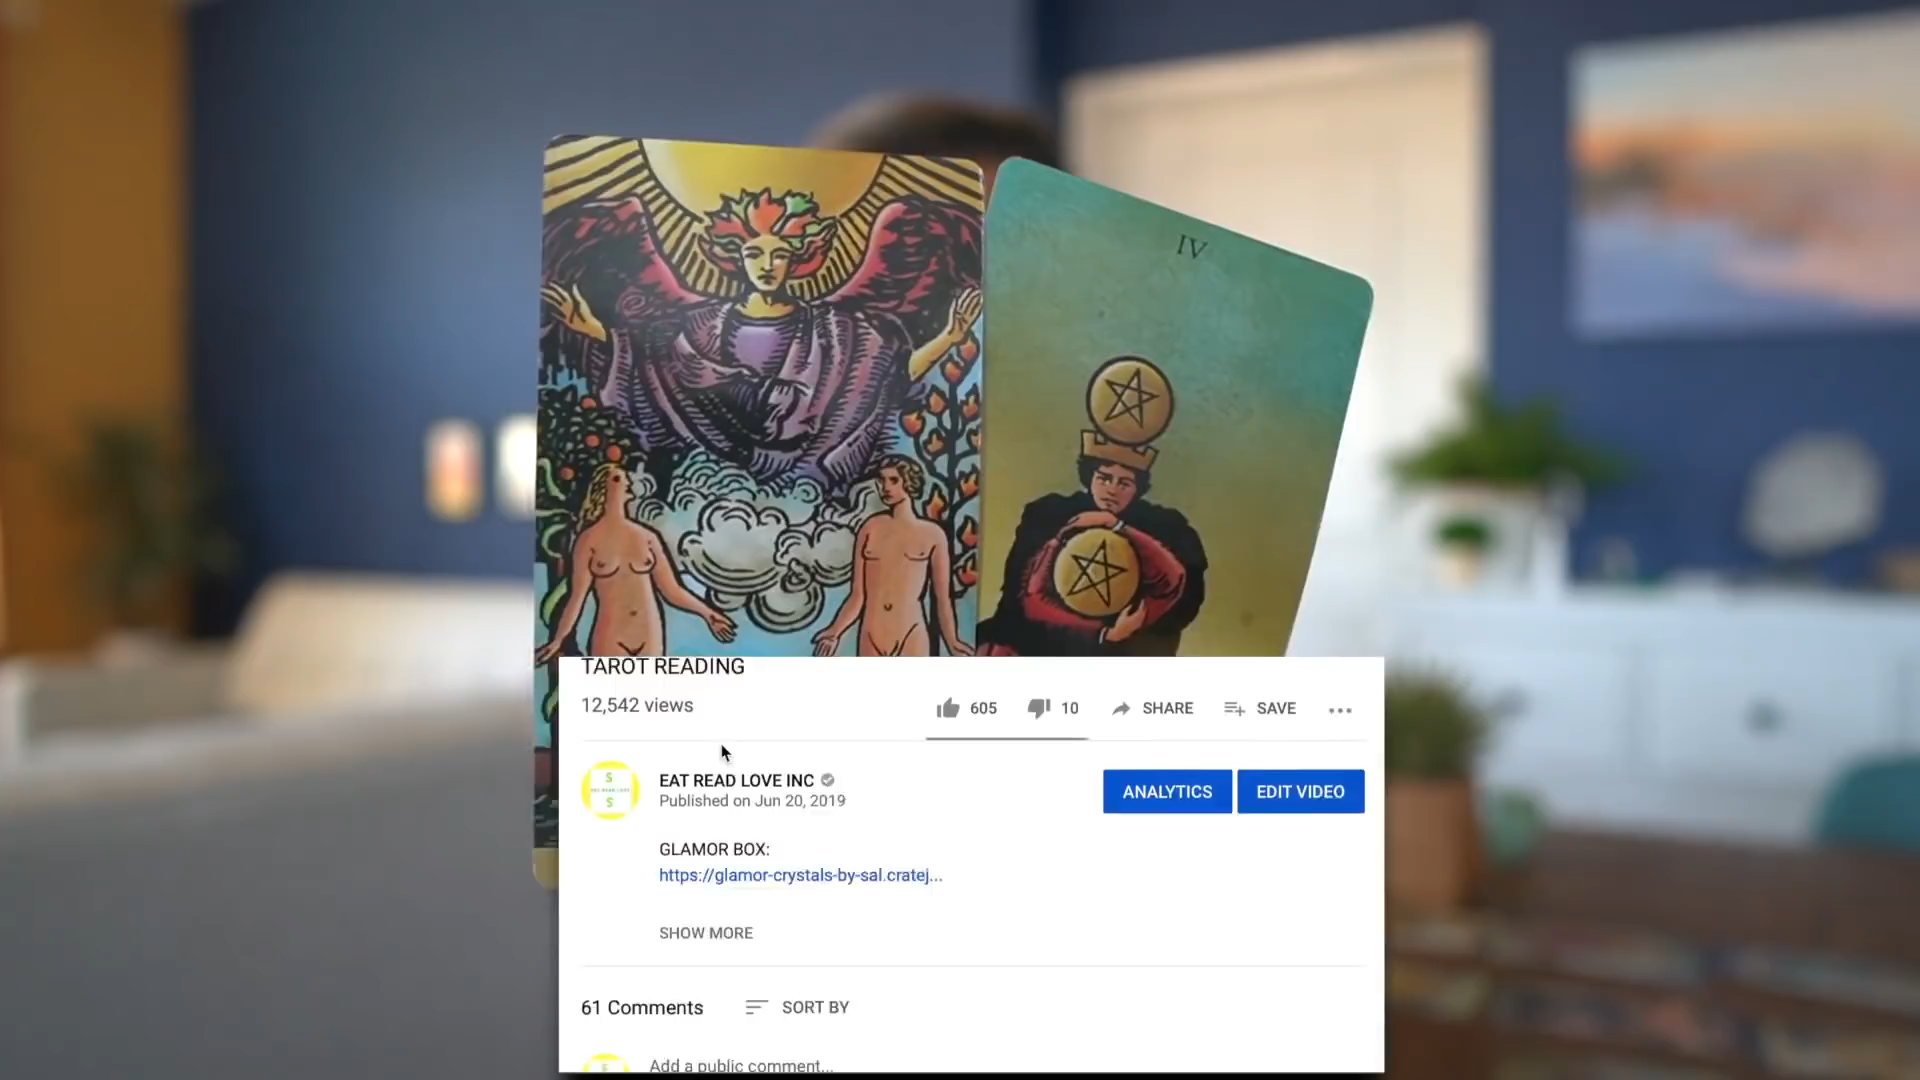 IV
TAROT READING
12,542 views
605
10
SHARE
SAVE
EAT READ LOVE INC
Published on Jun 20, 2019
ANALYTICS
EDIT VIDEO
$
$
GLAMOR BOX:
https://glamor-crystals-by-sal.cratej...
SHOW MORE
61 Comments
SORT BY
Add a public comment...